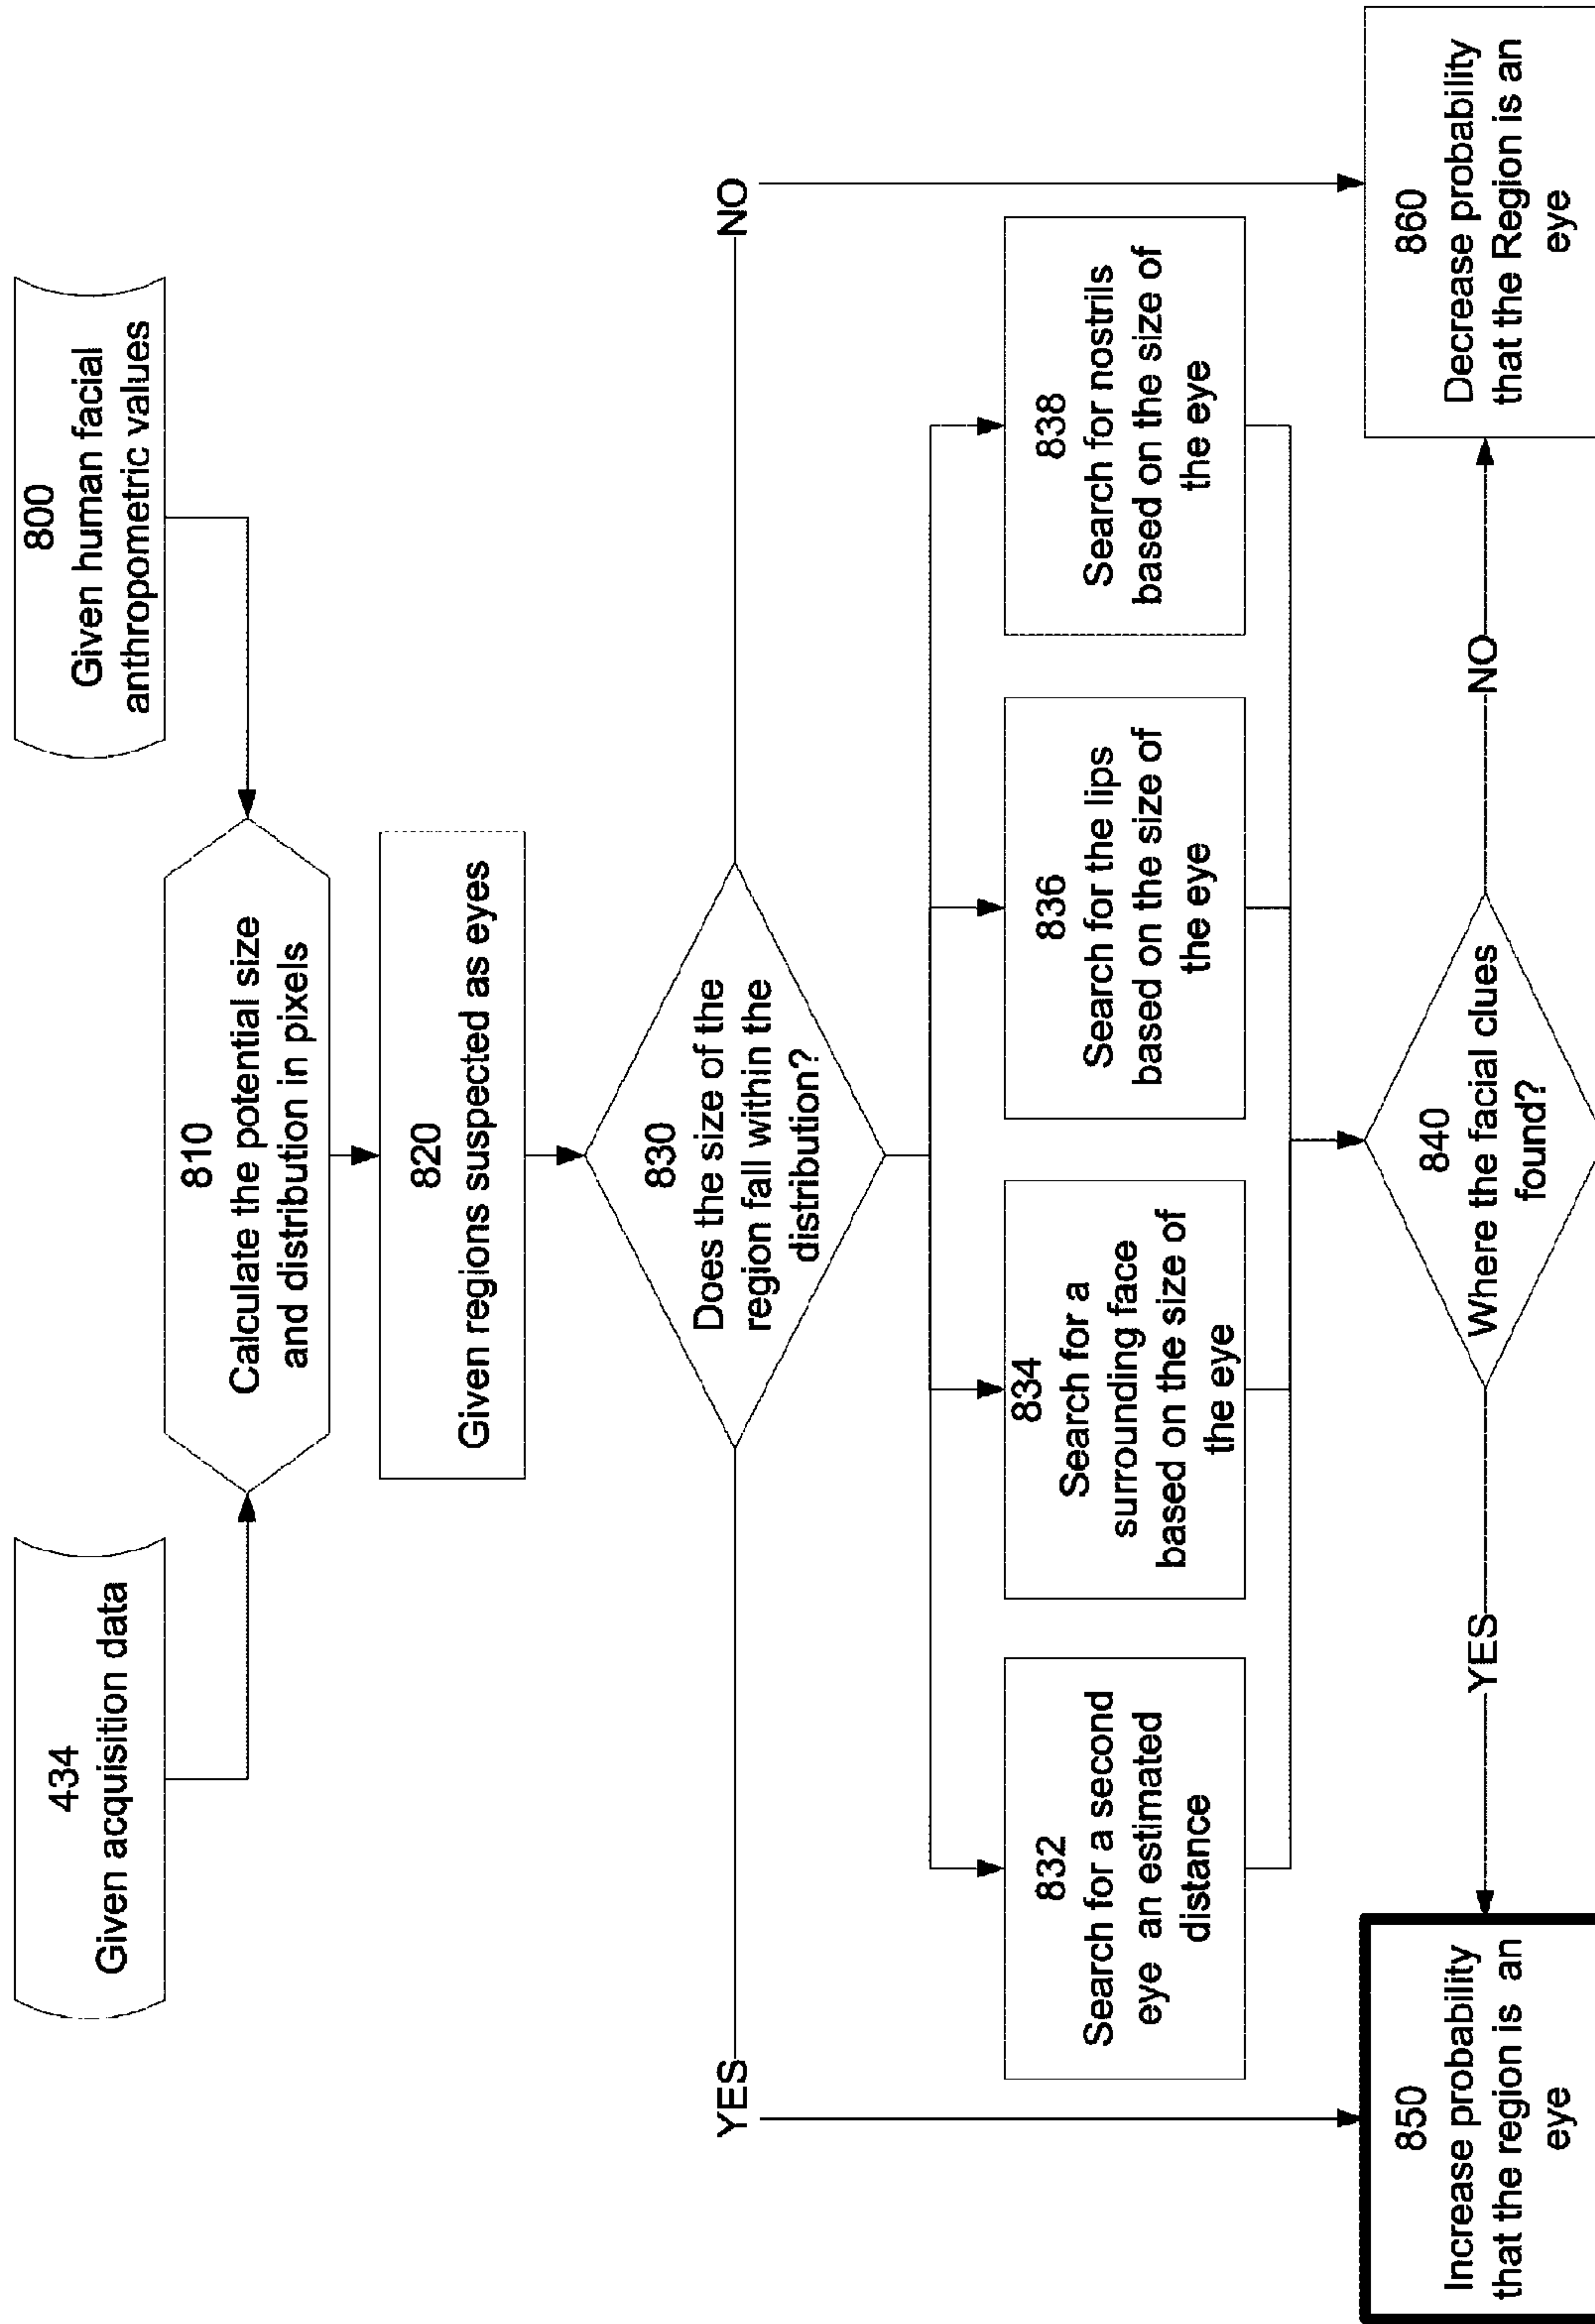 434
Given acquisition data
800
Given human facial
anthropometric values
810
Calculate the potential size
and distribution in pixels
820
Given regions suspected as eyes
830
Does the size of the
region fall within the
distribution?
YES
NO
832
Search for a second
eye an estimated
distance
834
Search for a
surrounding face
based on the size of
the eye
836
Search for the lips
based on the size of
the eye
838
Search for nostrils
based on the size of
the eye
840
Where the facial clues
found?
YES
NO
850
Increase probability
that the region is an
eye
860
Decrease probability
that the Region is an
eye